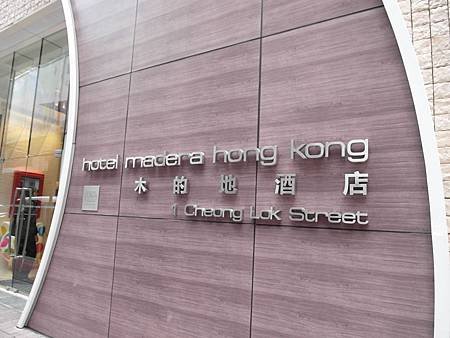 hotel madera hong kong
木的地酒店
1 Cheong Lok Street